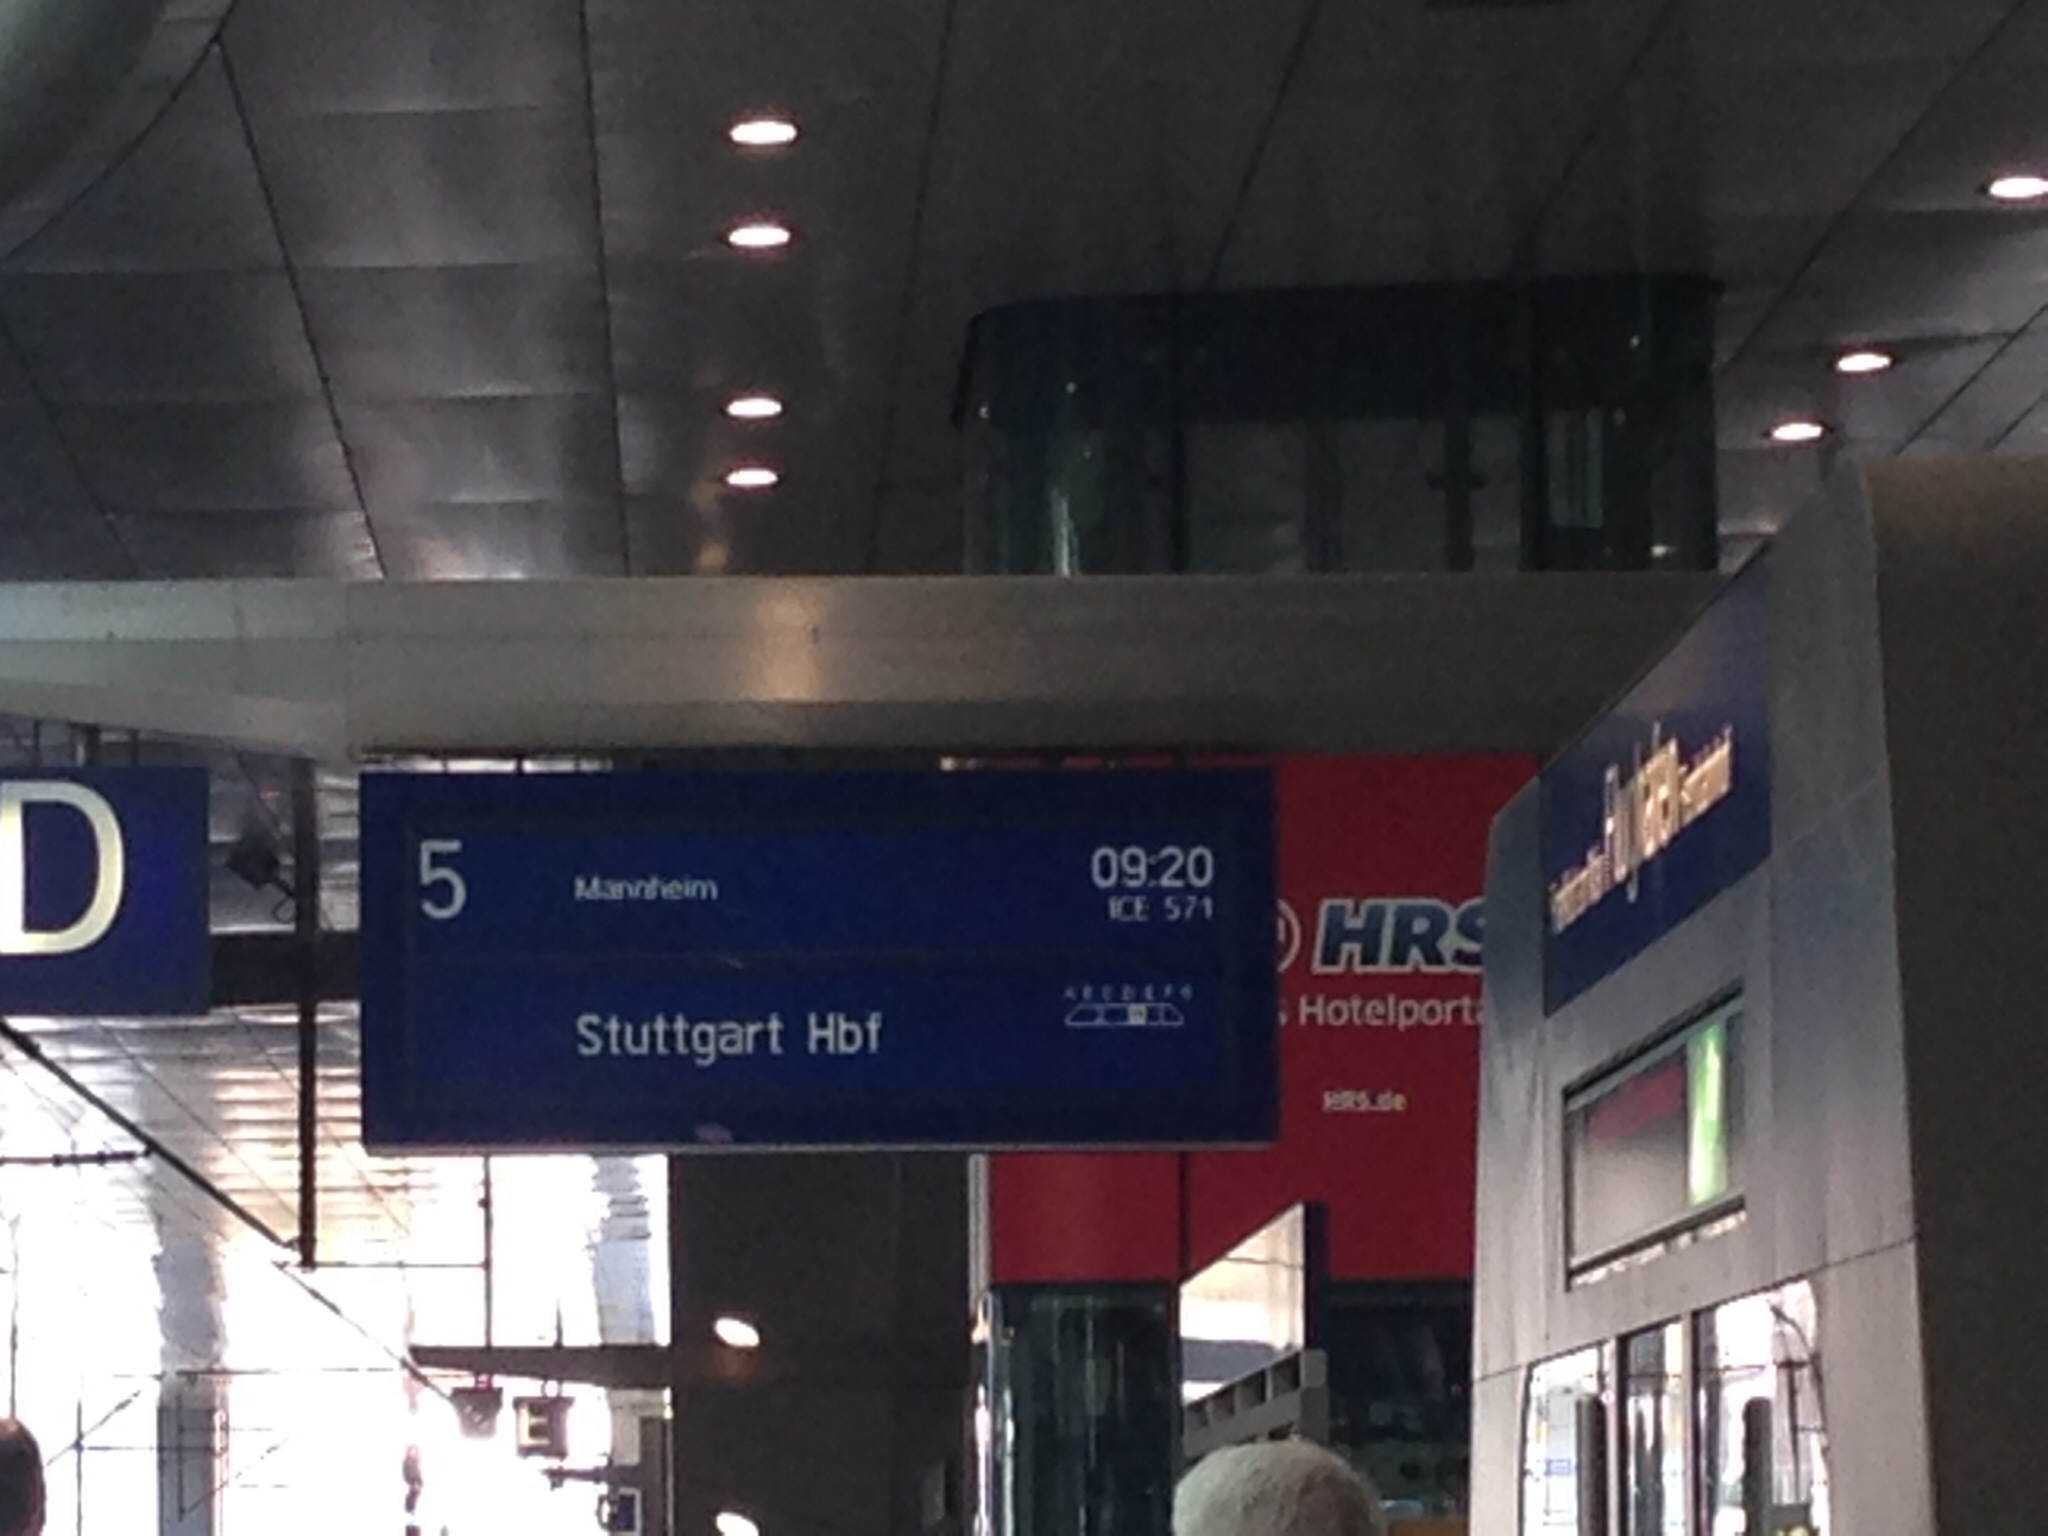 D
5
Mannheim
09:20
ICE 571
A B C D E F G
Stuttgart Hbf
HRS
Hotelporta
HRS.de
E